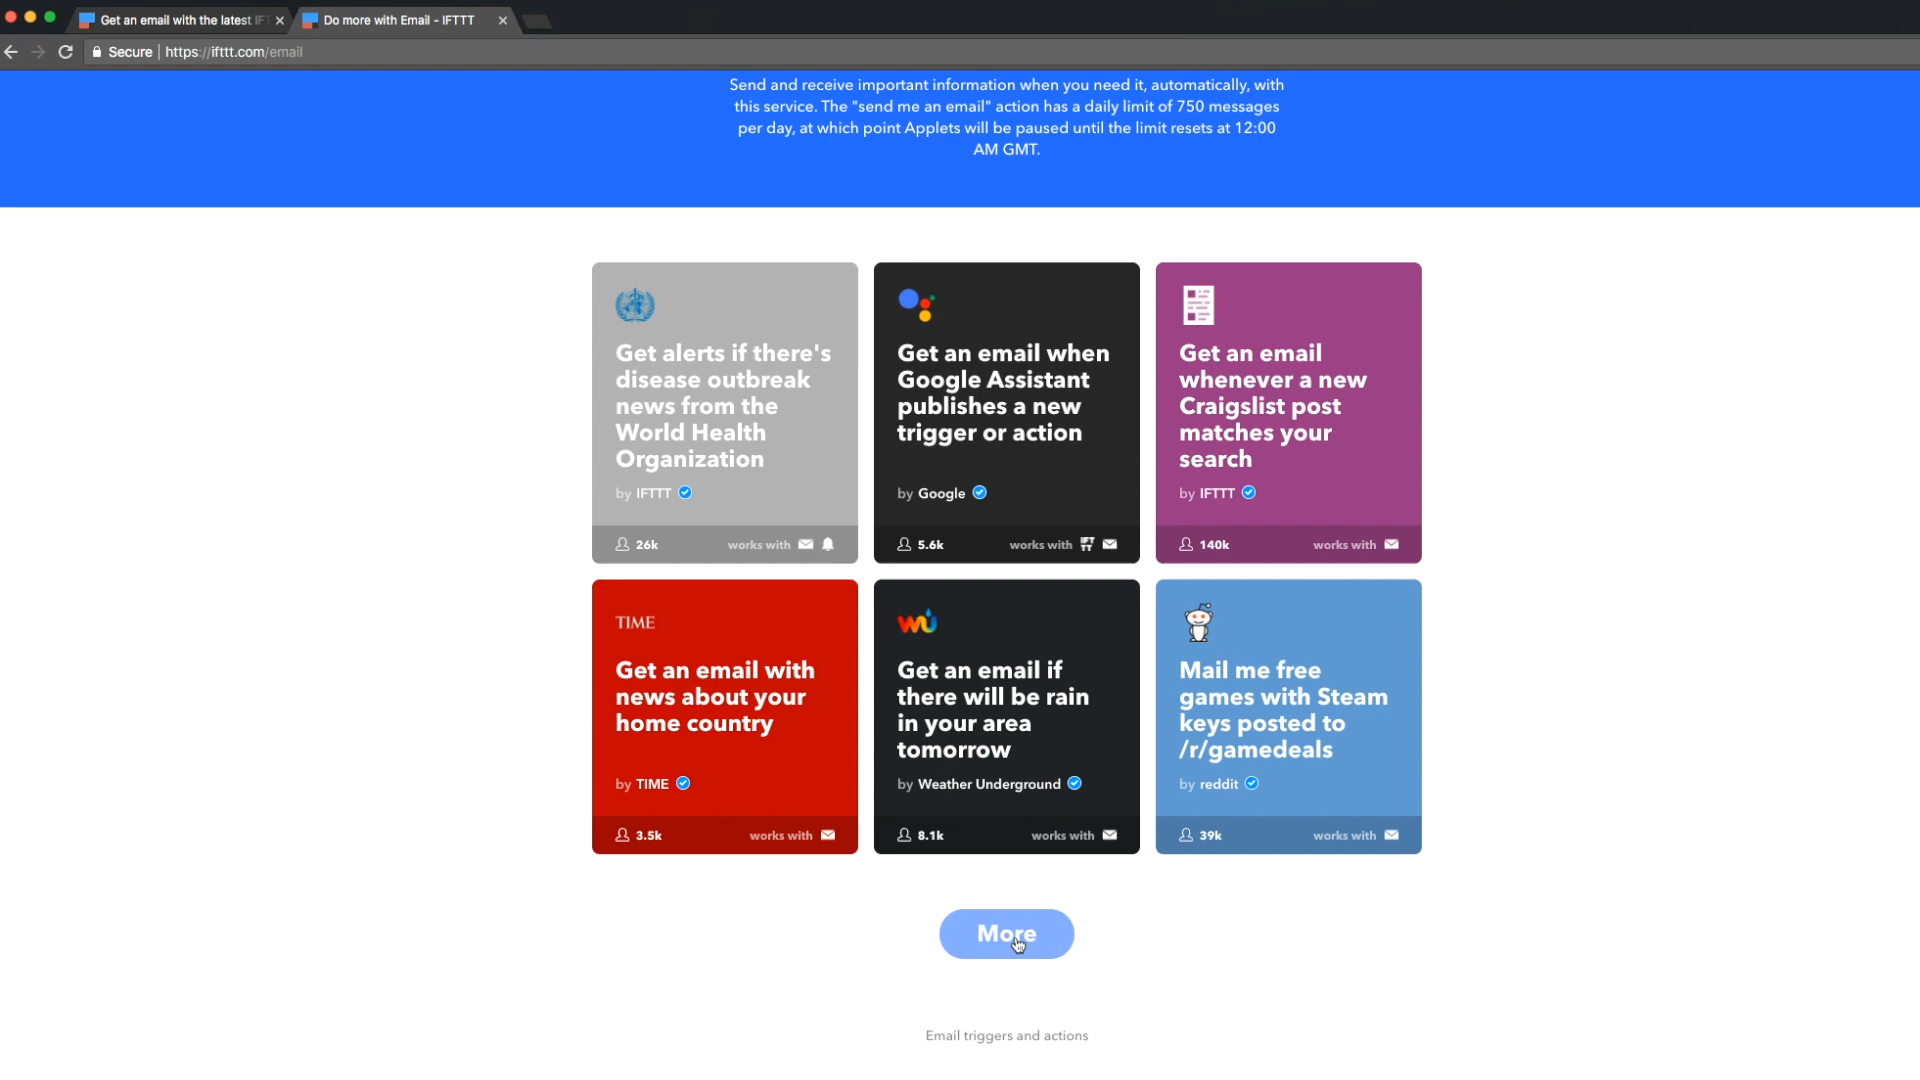 Get an email with the latest IFT
Do more with Email - IFTTT
Secure | https://ifttt.com/email
Send and receive important information when you need it, automatically, with
this service. The "send me an email" action has a daily limit of 750 messages
per day, at which point Applets will be paused until the limit resets at 12:00
AM GMT.
Get alerts if there's
disease outbreak
news from the
World Health
Organization
by IFTTT
26k works with
Get an email when
Google Assistant
publishes a new
trigger or action
by Google
5.6k works with IFTTT
Get an email
whenever a new
Craigslist post
matches your
search
by IFTTT
140k works with
TIME
Get an email with
news about your
home country
by TIME
3.5k works with
wu
Get an email if
there will be rain
in your area
tomorrow
by Weather Underground
8.1k works with
Mail me free
games with Steam
keys posted to
/r/gamedeals
by reddit
39k works with
More
Email triggers and actions